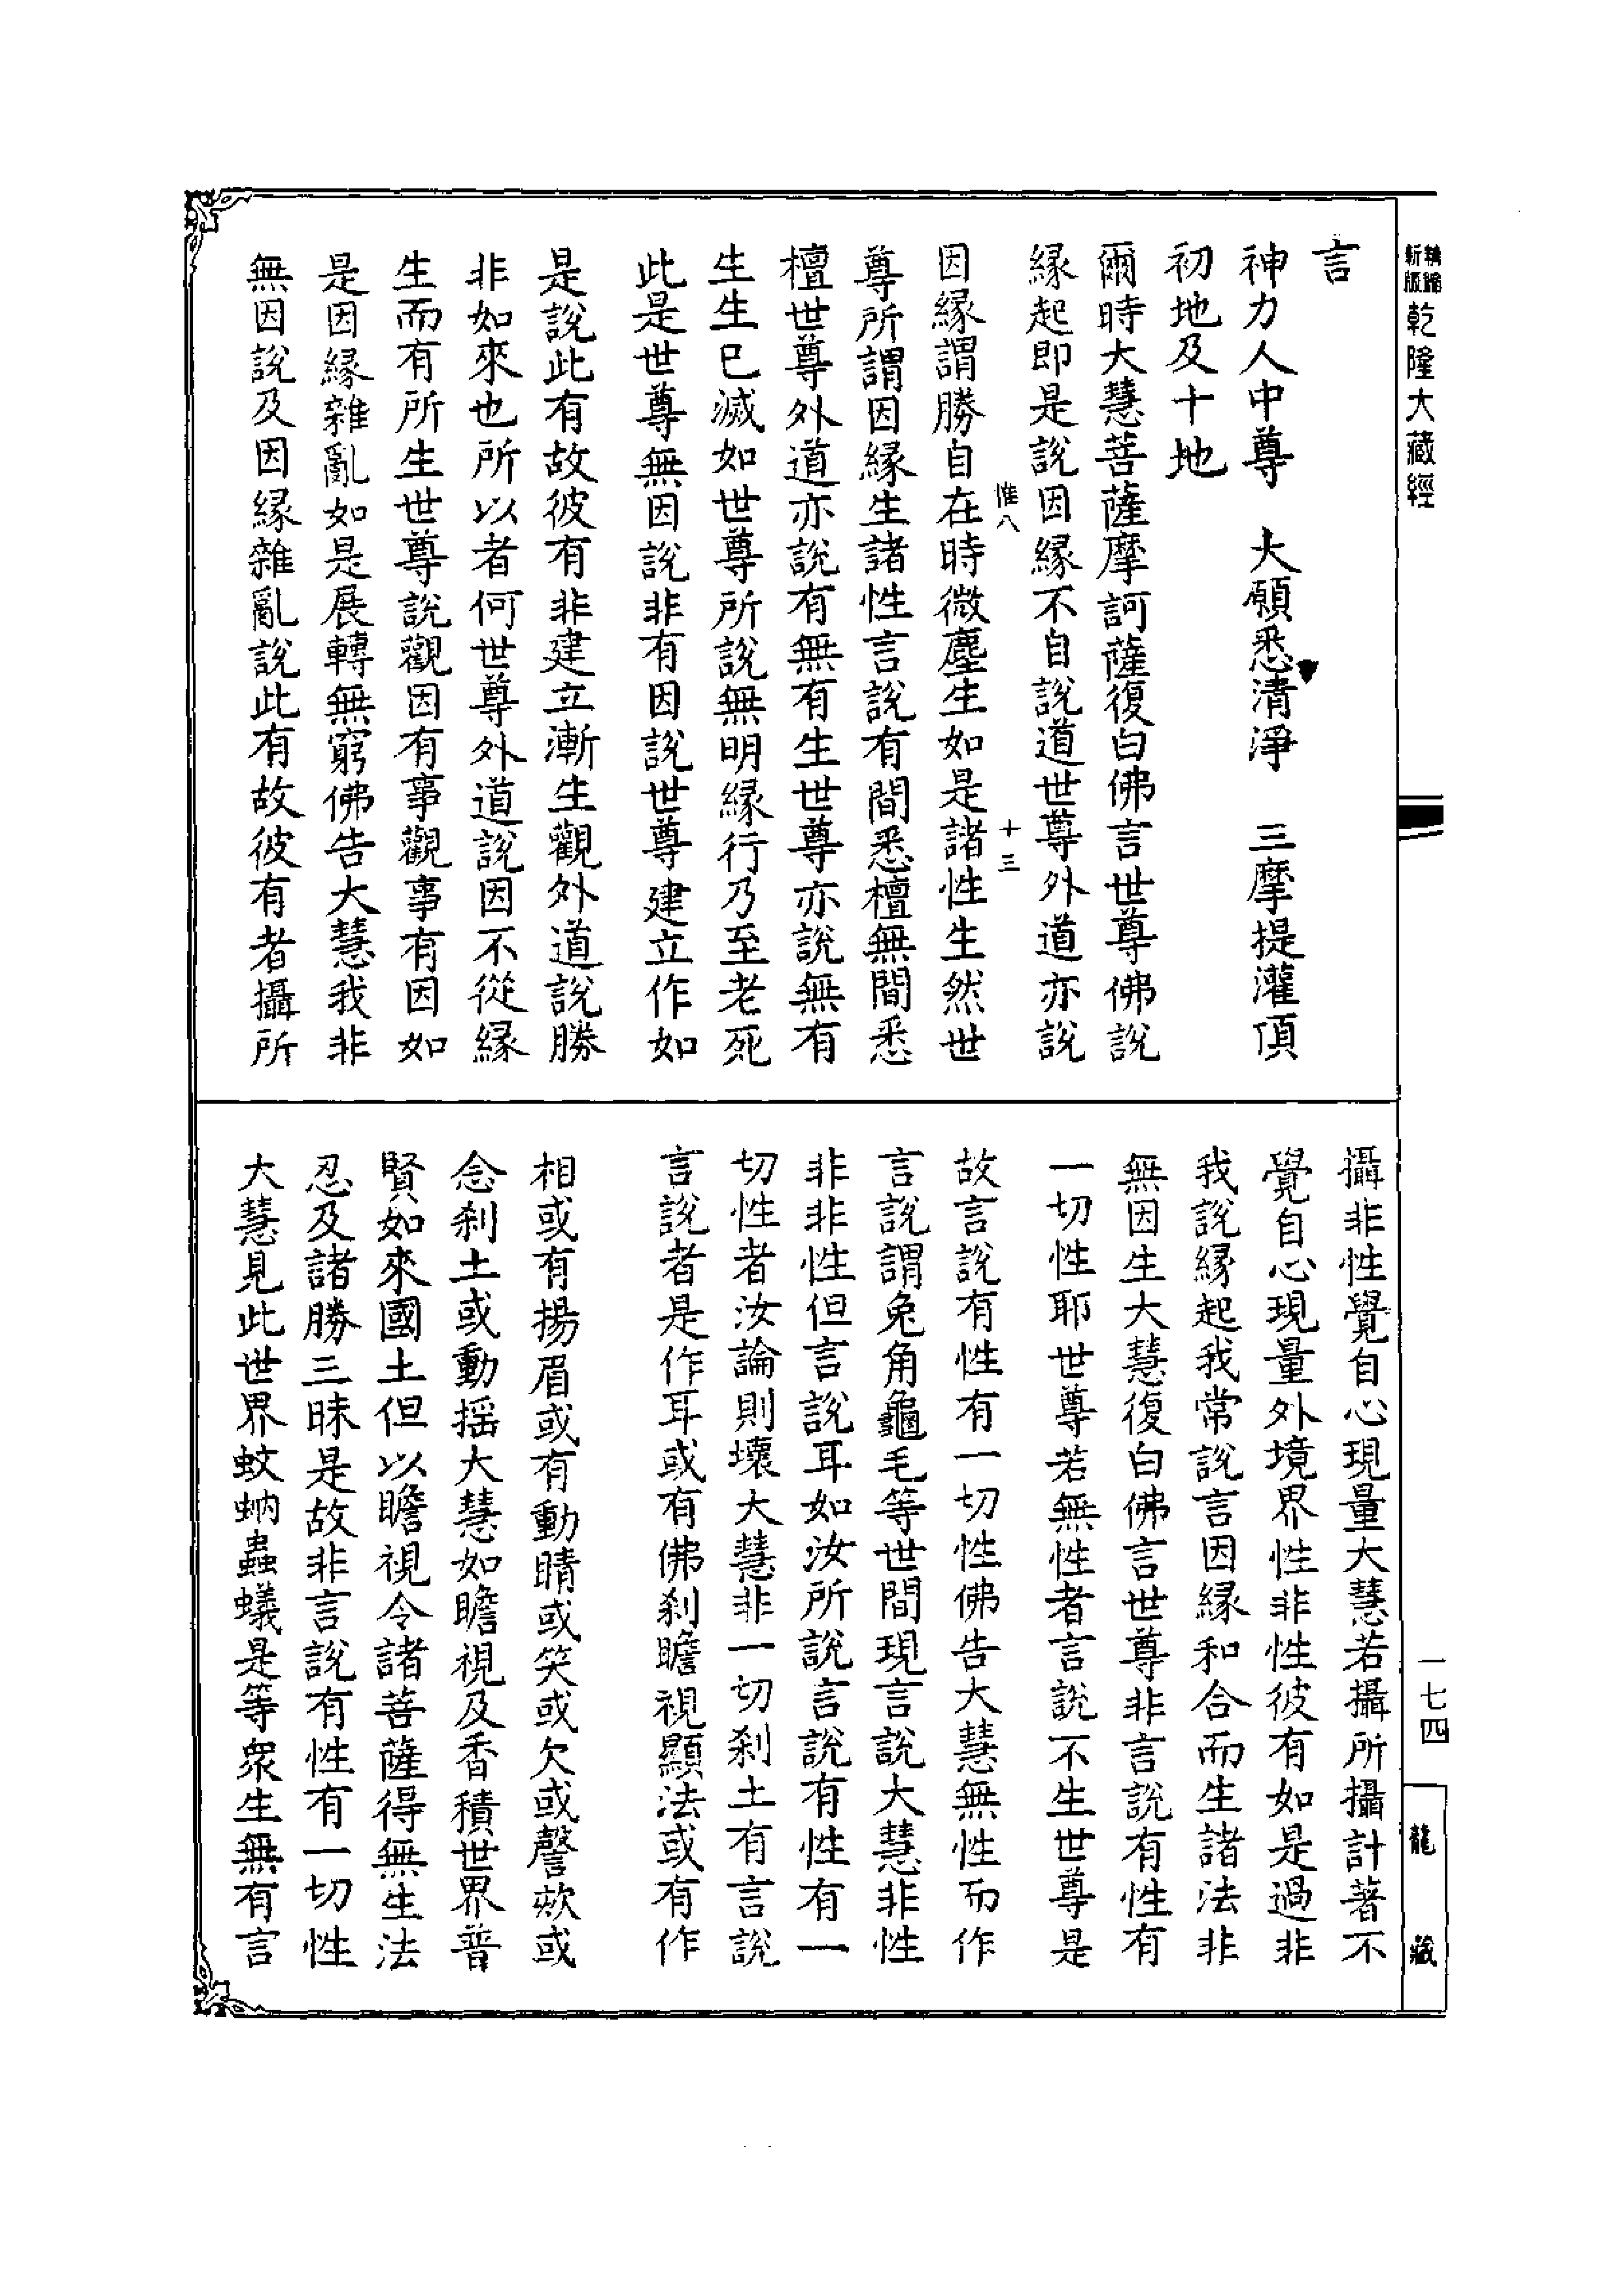 精縮
新版
乾隆大藏經
言
神力人中尊　大願悉清淨　三摩提灌頂
初地及十地
爾時大慧菩薩摩訶薩復白佛言世尊佛說
緣起即是說因緣不自說道世尊外道亦說
惟八　十三
因緣謂勝自在時微塵生如是諸性生然世
尊所謂因緣生諸性言說有間悉檀無間悉
檀世尊外道亦說有無有生世尊亦說無有
生生已滅如世尊所說無明緣行乃至老死
此是世尊無因說非有因說世尊建立作如
是說此有故彼有非建立漸生觀外道說勝
非如來也所以者何世尊外道說因不從緣
生而有所生世尊說觀因有事觀事有因如
是因緣雜亂如是展轉無窮佛告大慧我非
無因說及因緣雜亂說此有故彼有者攝所
攝非性覺自心現量大慧若攝所攝計著不
覺自心現量外境界性非性彼有如是過非
我說緣起我常說言因緣和合而生諸法非
無因生大慧復白佛言世尊非言說有性有
一切性耶世尊若無性者言說不生世尊是
故言說有性有一切性佛告大慧無性而作
言說謂兔角龜毛等世間現言說大慧非性
非非性但言說耳如汝所說言說有性有一
切性者汝論則壞大慧非一切剎土有言說
言說者是作耳或有佛剎瞻視顯法或有作
相或有揚眉或有動睛或笑或欠或謦欬或
念剎土或動搖大慧如瞻視及香積世界普
賢如來國土但以瞻視令諸菩薩得無生法
忍及諸勝三昧是故非言說有性有一切性
大慧見此世界蚊蚋蟲蟻是等眾生無有言
一七四
龍藏